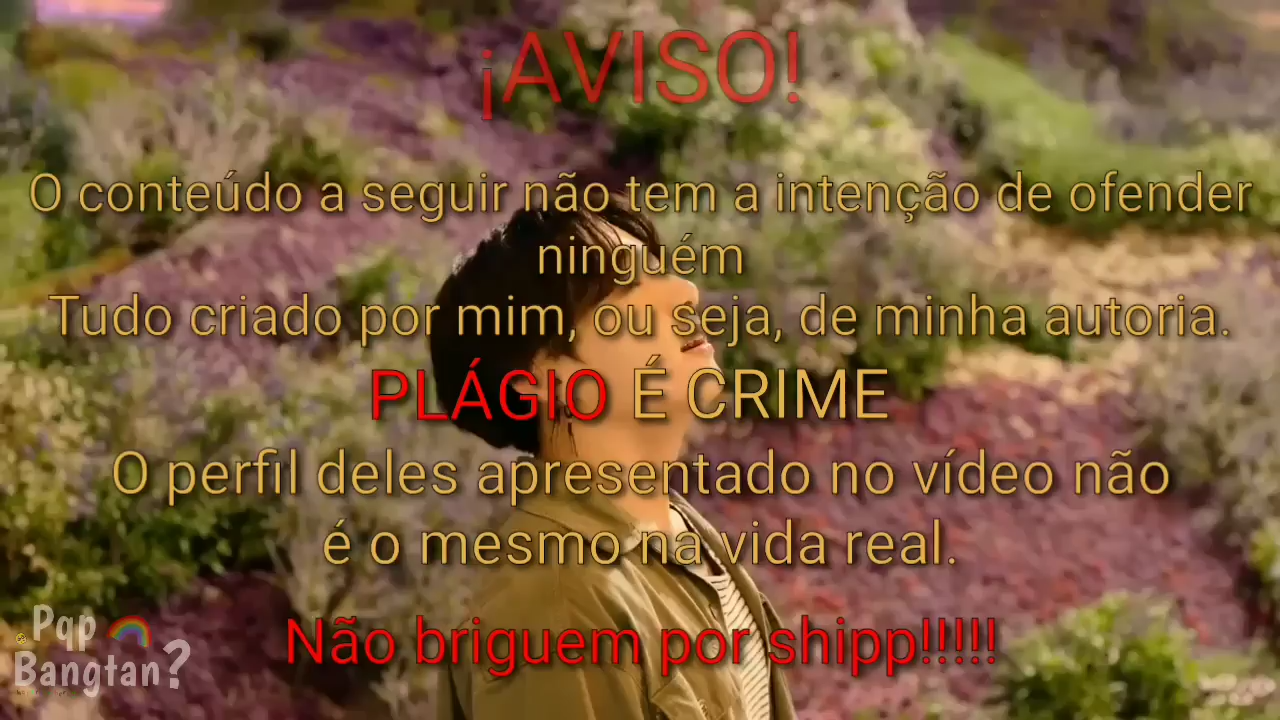 ¡AVISO!
O conteúdo a seguir não tem a intenção de ofender
ninguém
Tudo criado por mim, ou seja, de minha autoria.
PLÁGIO É CRIME
O perfil deles apresentado no vídeo não
é o mesmo na vida real.
Não briguem por shipp!!!!!
Pqp
Bangtan?